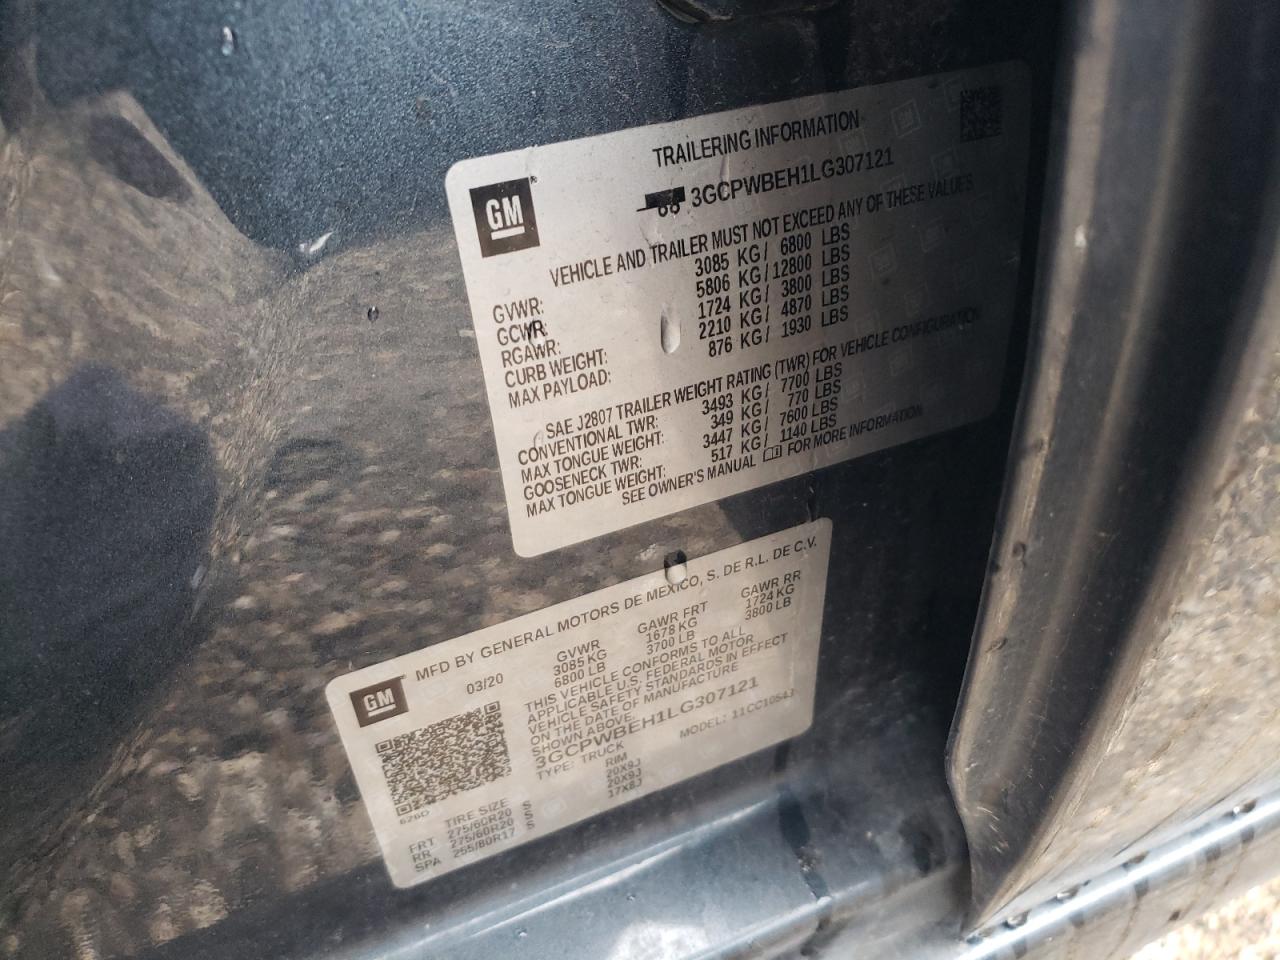 TRAILERING INFORMATION
GM
3GCPWBEH1LG307121
VEHICLE AND TRAILER MUST NOT EXCEED ANY OF THESE VALUES
GVWR: 3085 KG/ 6800 LBS
GCWR: 5806 KG/12800 LBS
RGAWR: 1724 KG/ 3800 LBS
CURB WEIGHT: 2210 KG/ 4870 LBS
MAX PAYLOAD: 876 KG/ 1930 LBS
SAE J2807 TRAILER WEIGHT RATING (TWR) FOR VEHICLE CONFIGURATION
CONVENTIONAL TWR: 3493 KG/ 7700 LBS
MAX TONGUE WEIGHT: 349 KG/ 770 LBS
GOOSENECK TWR: 3447 KG/ 7600 LBS
MAX TONGUE WEIGHT: 517 KG/ 1140 LBS
SEE OWNER'S MANUAL FOR MORE INFORMATION
GM
MFD BY GENERAL MOTORS DE MEXICO, S. DE R.L. DE C.V.
03/20 GVWR GAWR FRT GAWR RR
3085 KG 1678 KG 1724 KG
6800 LB 3700 LB 3800 LB
THIS VEHICLE CONFORMS TO ALL
APPLICABLE U.S. FEDERAL MOTOR
VEHICLE SAFETY STANDARDS IN EFFECT
ON THE DATE OF MANUFACTURE
SHOWN ABOVE.
3GCPWBEH1LG307121
TYPE: TRUCK MODEL: 11CC10543
TIRE SIZE RIM
FRT 275/60R20 S 20X9J
RR 275/60R20 S 20X9J
SPA 255/80R17 S 17X8J